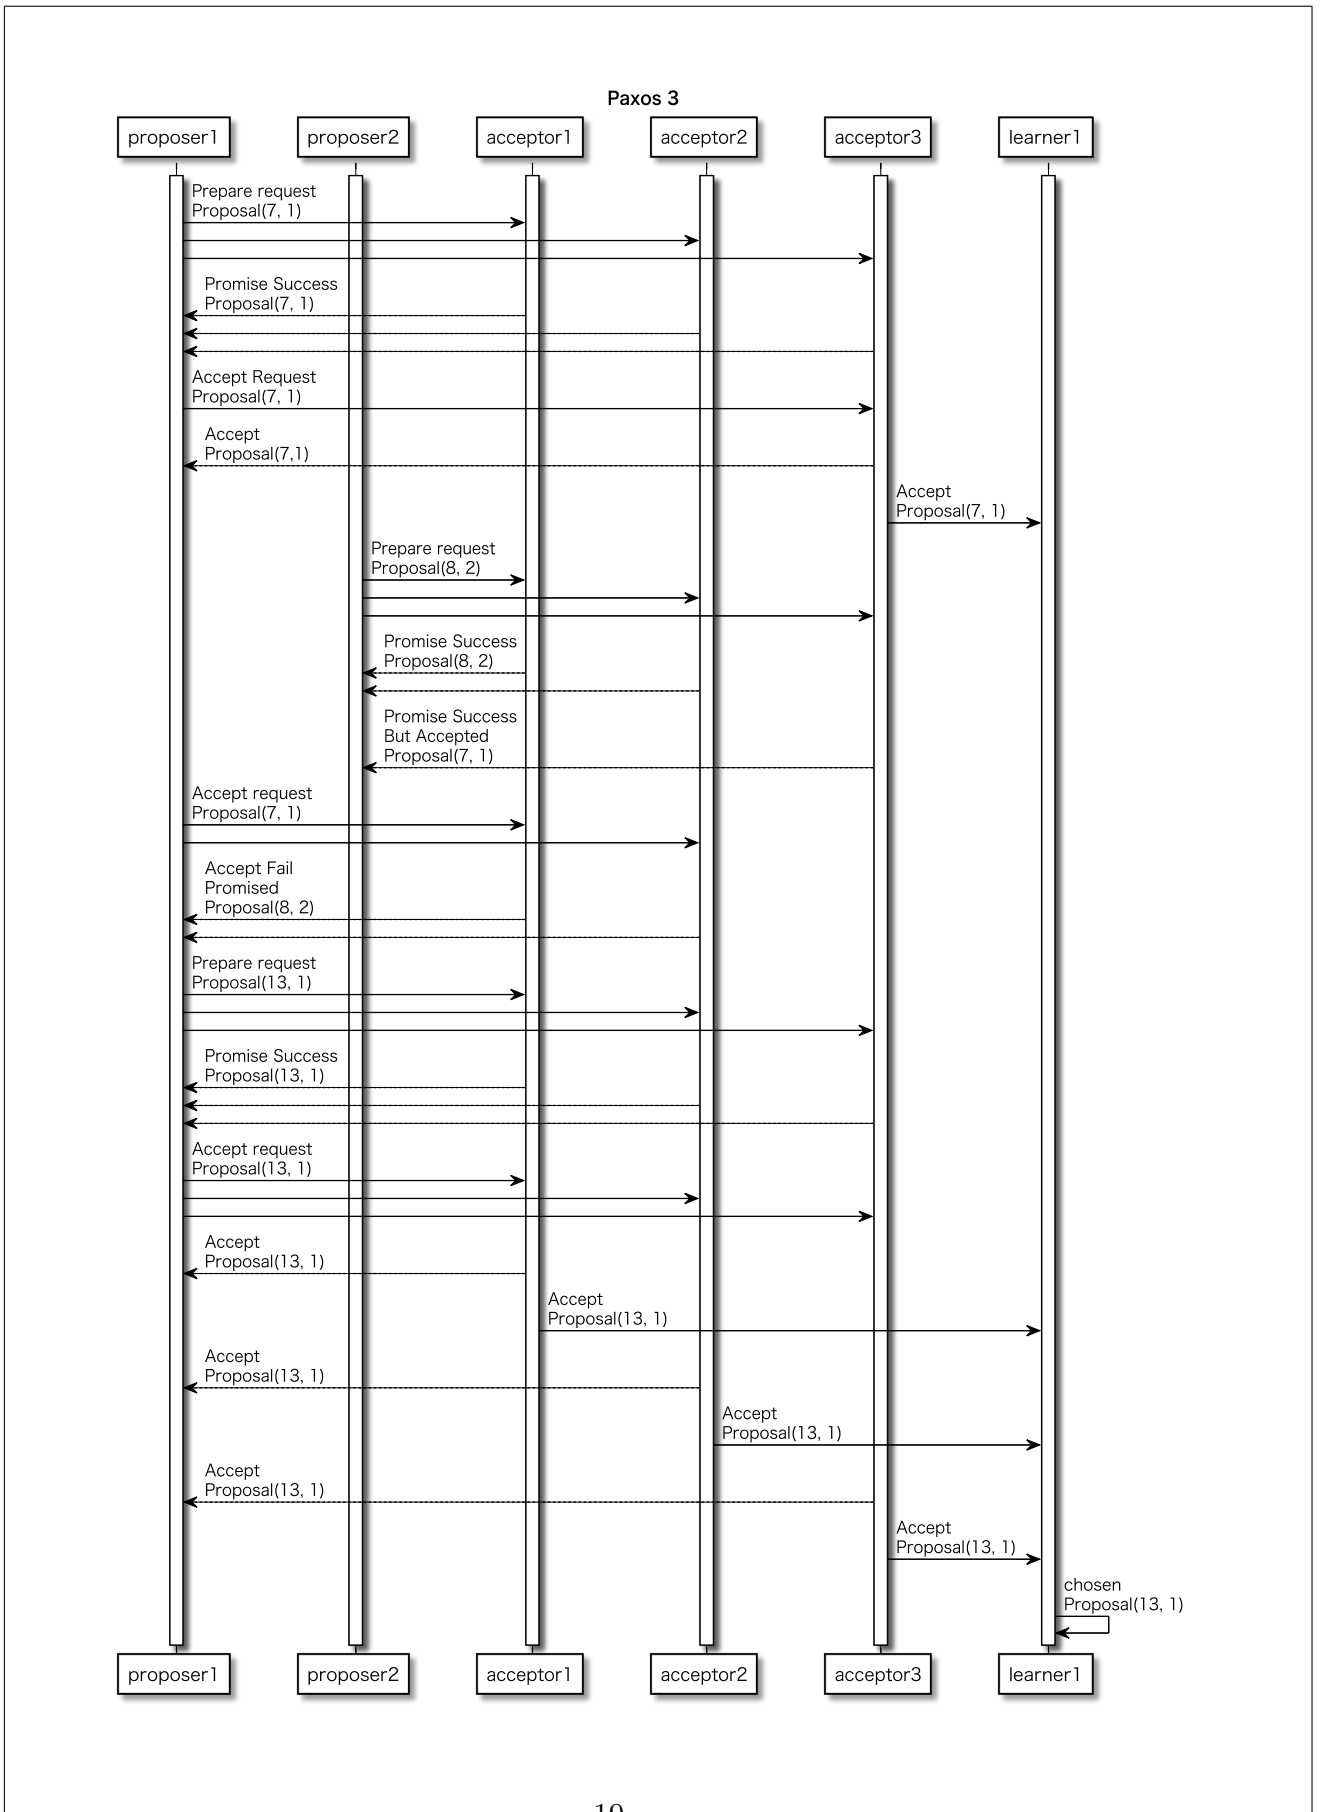 Paxos 3
proposer1
proposer2
acceptor1
acceptor2
acceptor3
learner1
Prepare request
Proposal(7, 1)
Promise Success
Proposal(7, 1)
Accept Request
Proposal(7, 1)
Accept
Proposal(7,1)
Accept
Proposal(7, 1)
Prepare request
Proposal(8, 2)
Promise Success
Proposal(8, 2)
Promise Success
But Accepted
Proposal(7, 1)
Accept request
Proposal(7, 1)
Accept Fail
Promised
Proposal(8, 2)
Prepare request
Proposal(13, 1)
Promise Success
Proposal(13, 1)
Accept request
Proposal(13, 1)
Accept
Proposal(13, 1)
Accept
Proposal(13, 1)
Accept
Proposal(13, 1)
Accept
Proposal(13, 1)
Accept
Proposal(13, 1)
Accept
Proposal(13, 1)
chosen
Proposal(13, 1)
proposer1
proposer2
acceptor1
acceptor2
acceptor3
learner1